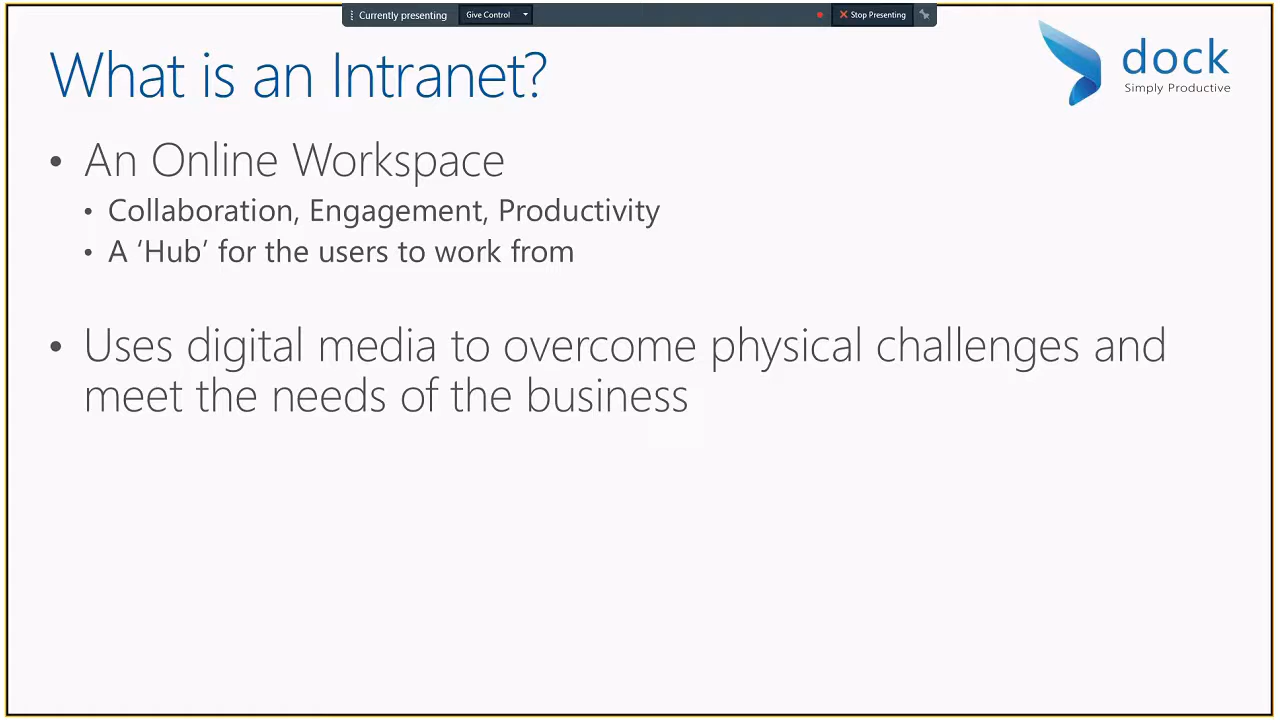 Currently presenting Give Control Stop Presenting
What is an Intranet?
dock
Simply Productive
• An Online Workspace
• Collaboration, Engagement, Productivity
• A ‘Hub’ for the users to work from
• Uses digital media to overcome physical challenges and
meet the needs of the business